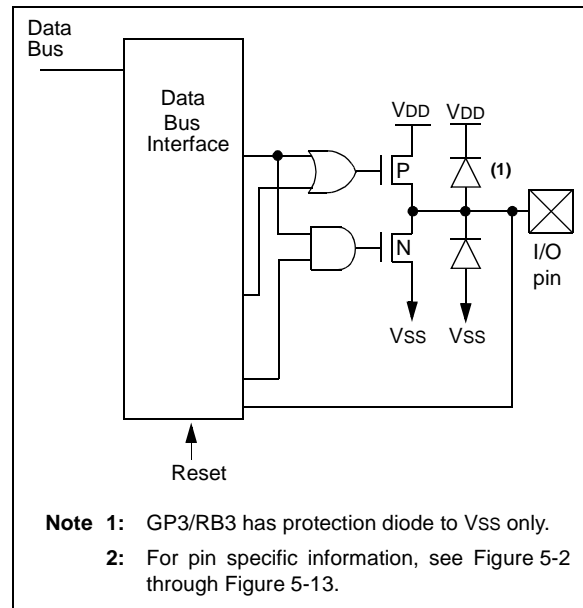 Data
Bus
Data
Bus
Interface
VDD
VDD
P
(1)
N
I/O
pin
VSS
VSS
Reset
Note 1: GP3/RB3 has protection diode to VSS only.
2: For pin specific information, see Figure 5-2
through Figure 5-13.